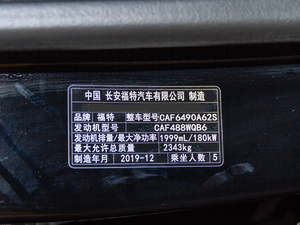 中国 长安福特汽车有限公司 制造
品牌 福特 整车型号 CAF6490A62S
发动机型号 CAF488WQB6
发动机排量/功率 1999mL/180kW
最大允许总质量 2343kg
制造年月 2019-12 乘坐人数 5